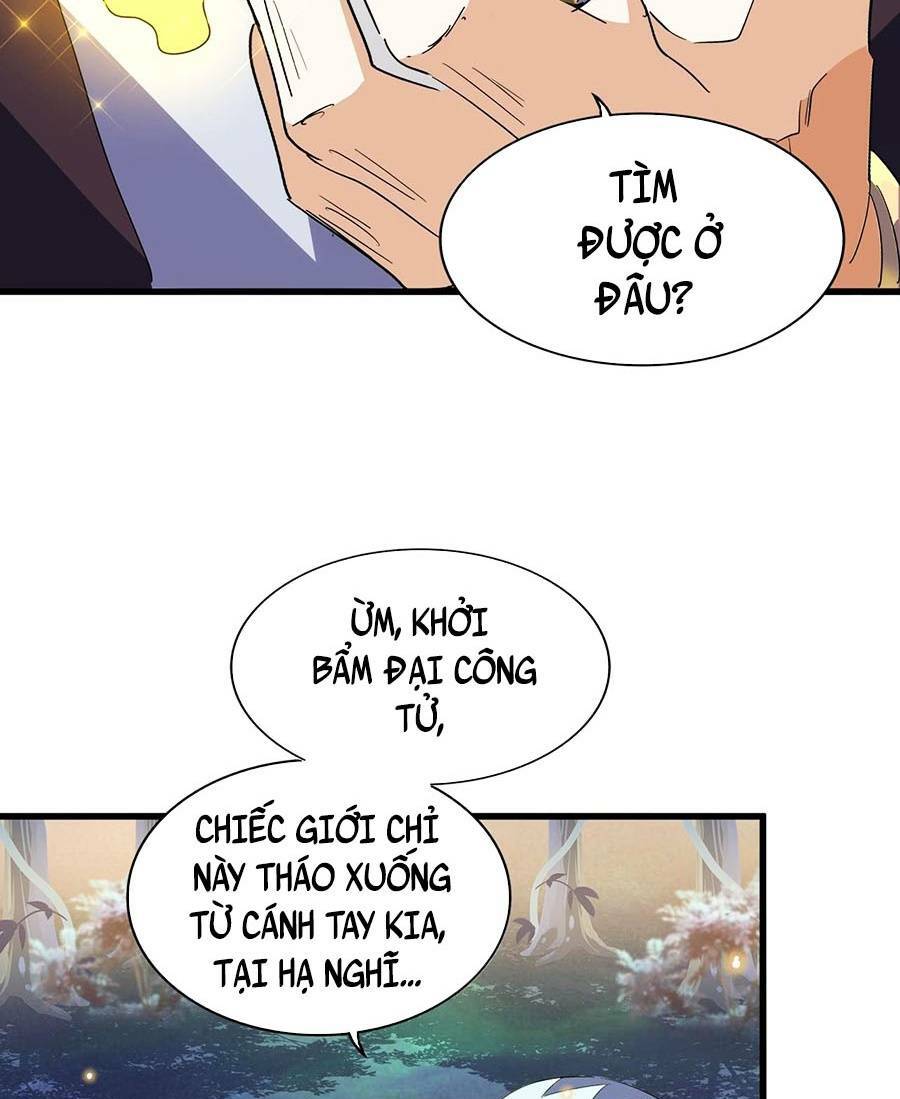 TÌM
ĐƯỢC Ở
ĐÂU?
ỪM, KHỞI
BẨM ĐẠI CÔNG
TỬ,
CHIẾC GIỚI CHỈ
NÀY THÁO XUỐNG
TỪ CÁNH TAY KIA,
TẠI HẠ NGHĨ...